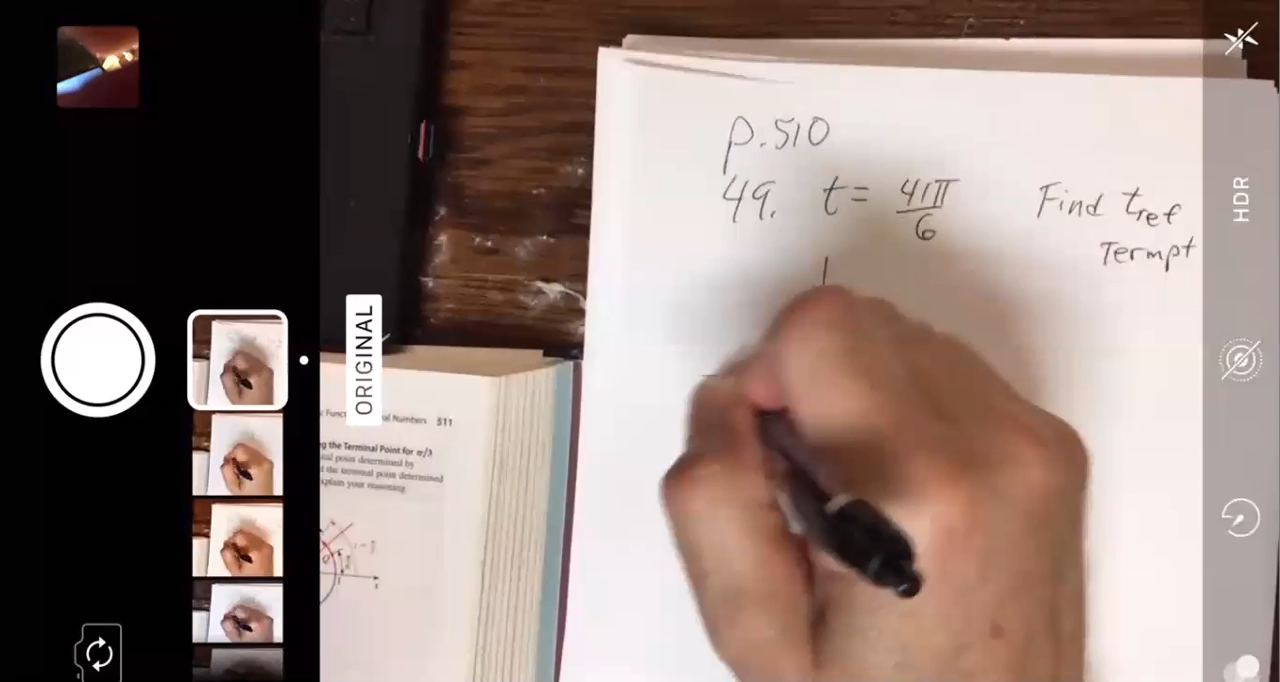 p.510
49. t = 41π/6 Find tref
Termpt
ORIGINAL
HDR
511
g the Terminal Point for π/3
point determined by
the terminal point determined
explain your reasoning